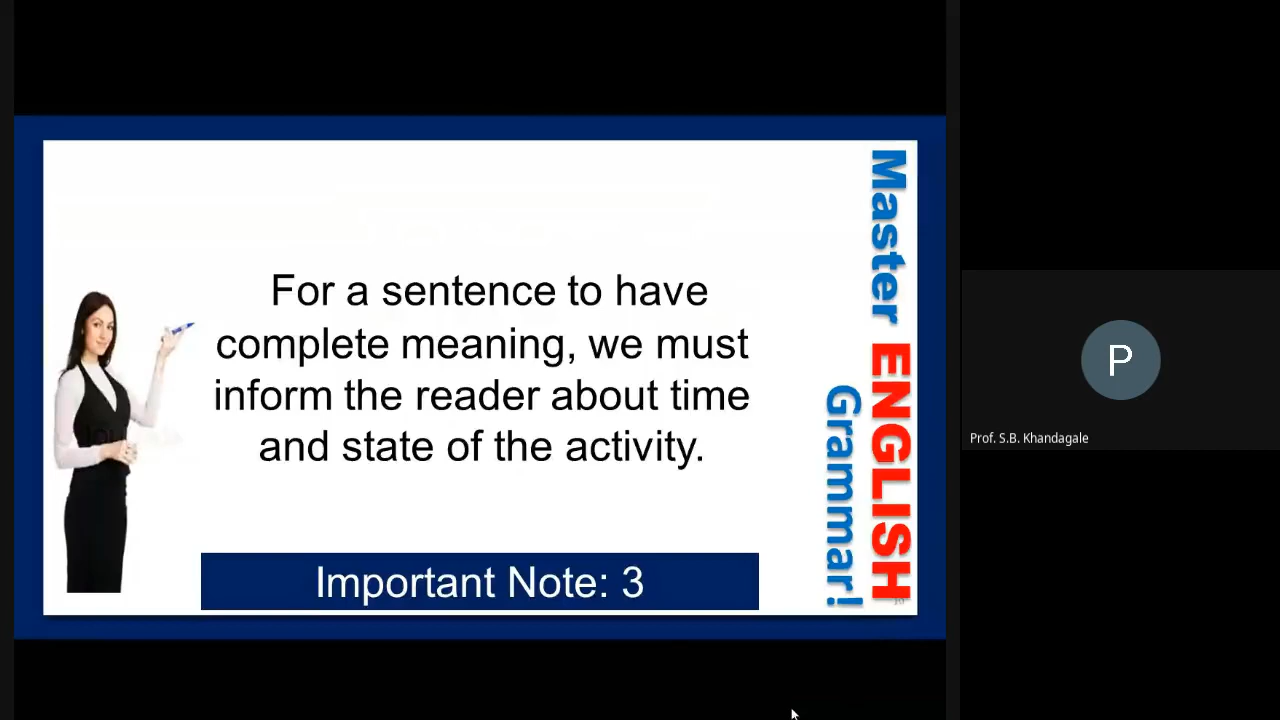 For a sentence to have
complete meaning, we must
inform the reader about time
and state of the activity.
Important Note: 3
Master ENGLISH
Grammar!
P
Prof. S.B. Khandagale